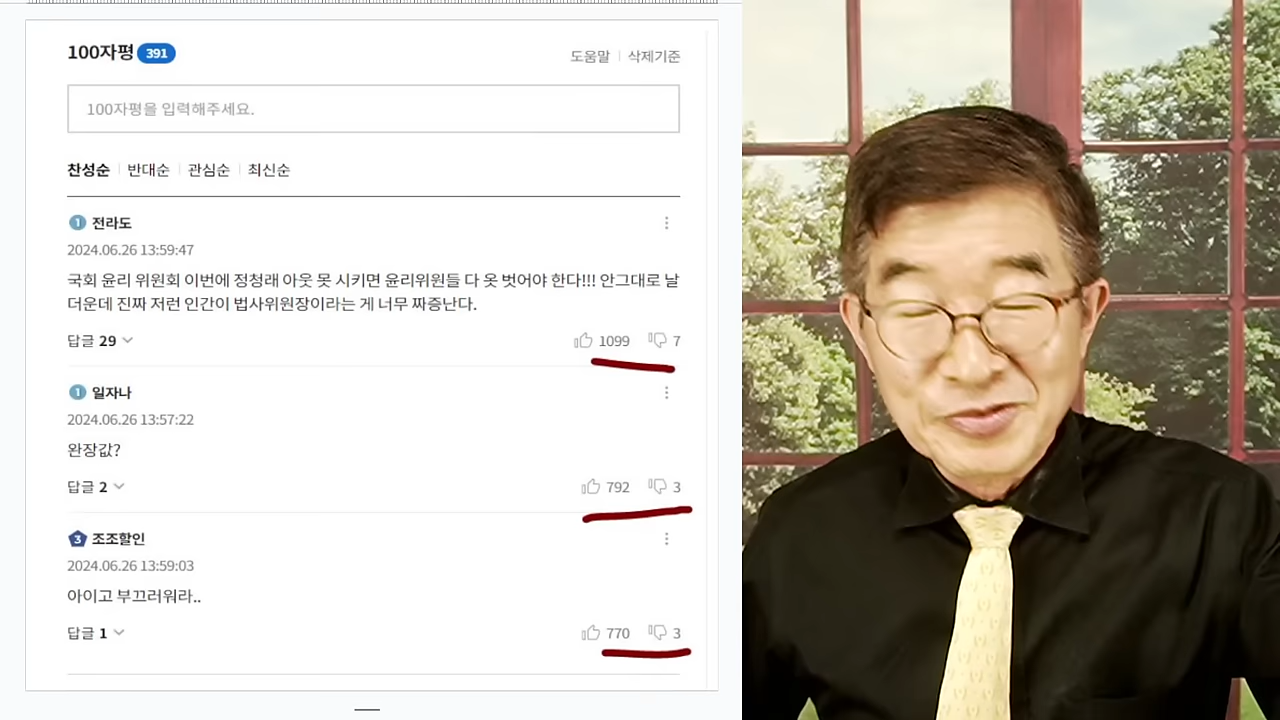 100자평 391
도움말 | 삭제기준
100자평을 입력해주세요.
찬성순 | 반대순 | 관심순 | 최신순
1 전라도
2024.06.26 13:59:47
국회 윤리 위원회 이번에 정청래 아웃 못 시키면 윤리위원들 다 옷 벗어야 한다!!! 안그대로 날
더운데 진짜 저런 인간이 법사위원장이라는 게 너무 짜증난다.
답글 29
1099 7
1 일자나
2024.06.26 13:57:22
완장값?
답글 2
792 3
3 조조할인
2024.06.26 13:59:03
아이고 부끄러워라..
답글 1
770 3